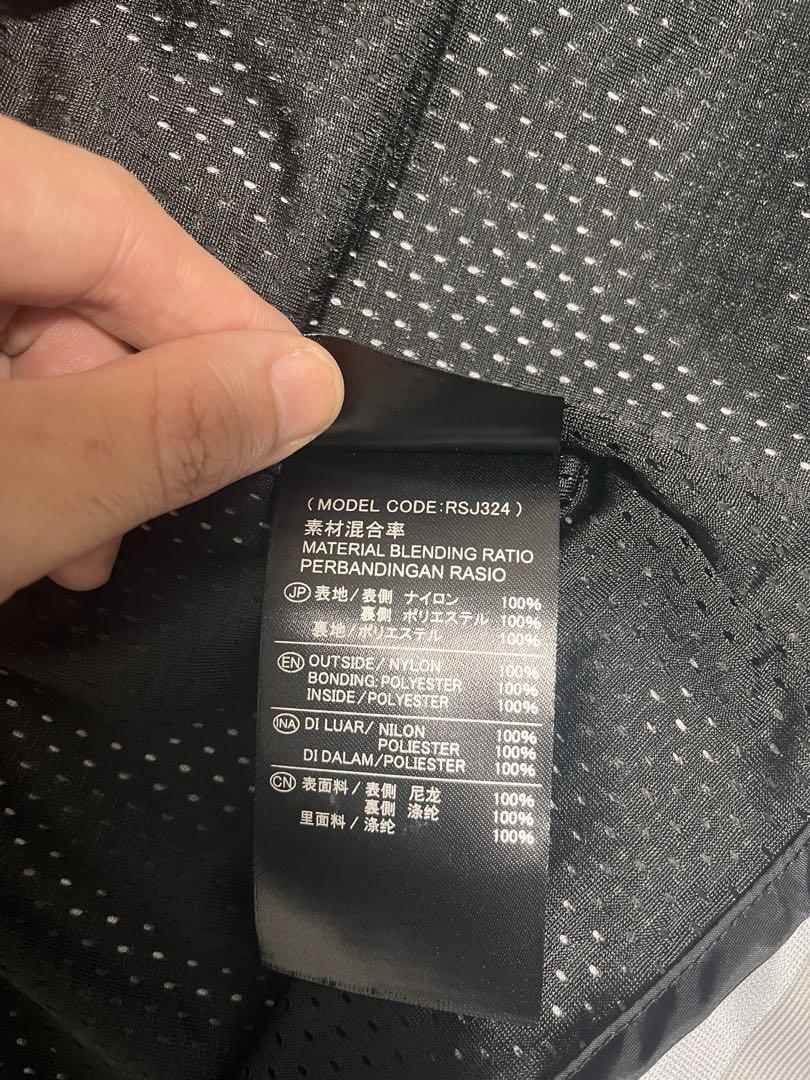 ( MODEL CODE:RSJ324 )
素材混合率
MATERIAL BLENDING RATIO
PERBANDINGAN RASIO
JP 表地/表側 ナイロン 100%
裏側 ポリエステル 100%
裏地/ポリエステル 100%
EN OUTSIDE/ NYLON 100%
BONDING: POLYESTER 100%
INSIDE/POLYESTER 100%
INA DI LUAR/ NILON 100%
POLIESTER 100%
DI DALAM/POLIESTER 100%
CN 表面料/ 表侧 尼龙 100%
裏侧 涤纶 100%
里面料/ 涤纶 100%